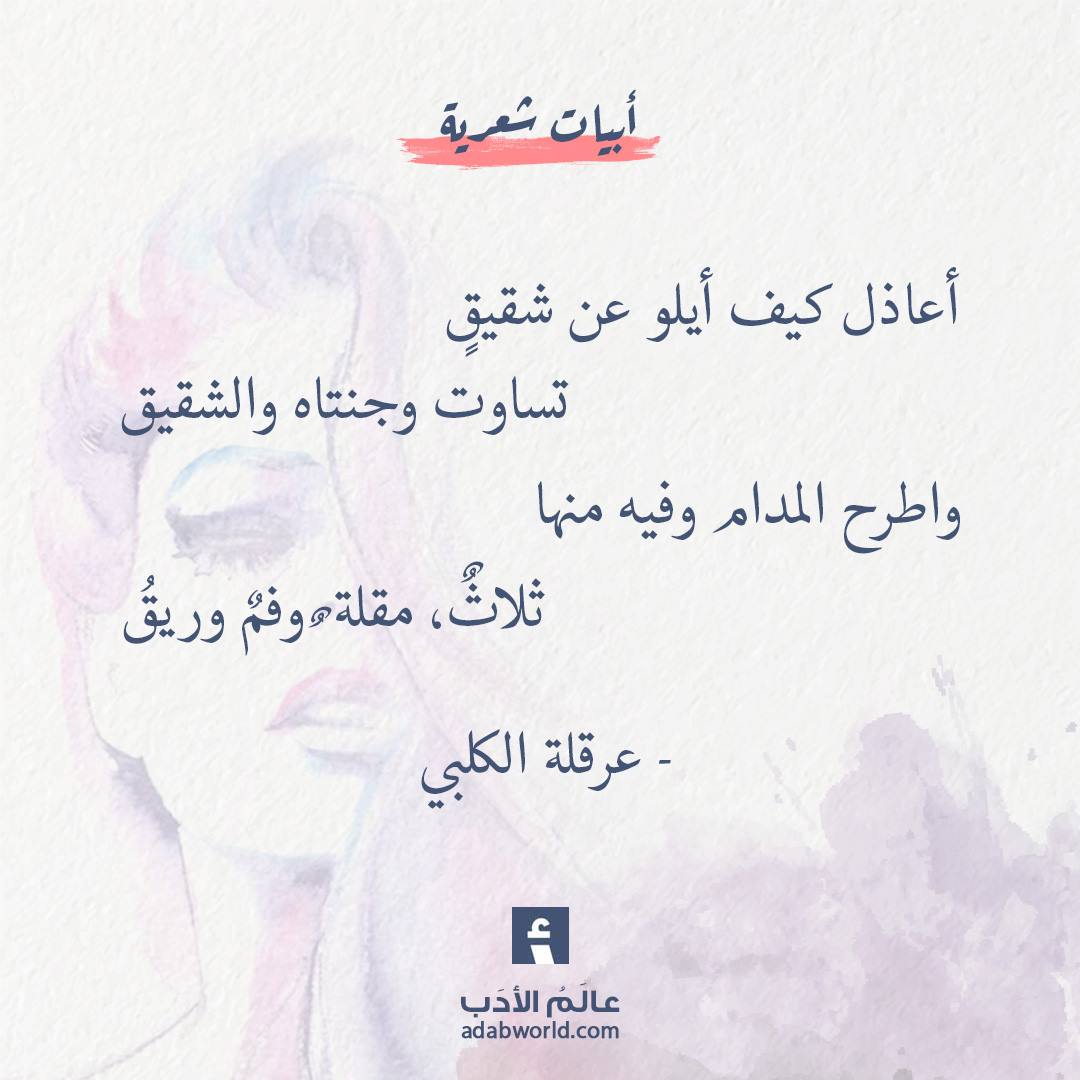 أبيات شعرية
أعاذل كيف أيلو عن شقيقٍ
تساوت وجنتاه والشقيق
واطرح المدام وفيه منها
ثلاثٌ، مقلةٌ وفمٌ وريقُ
- عرقلة الكلبي
أ
عالَمُ الأدَب
adabworld.com